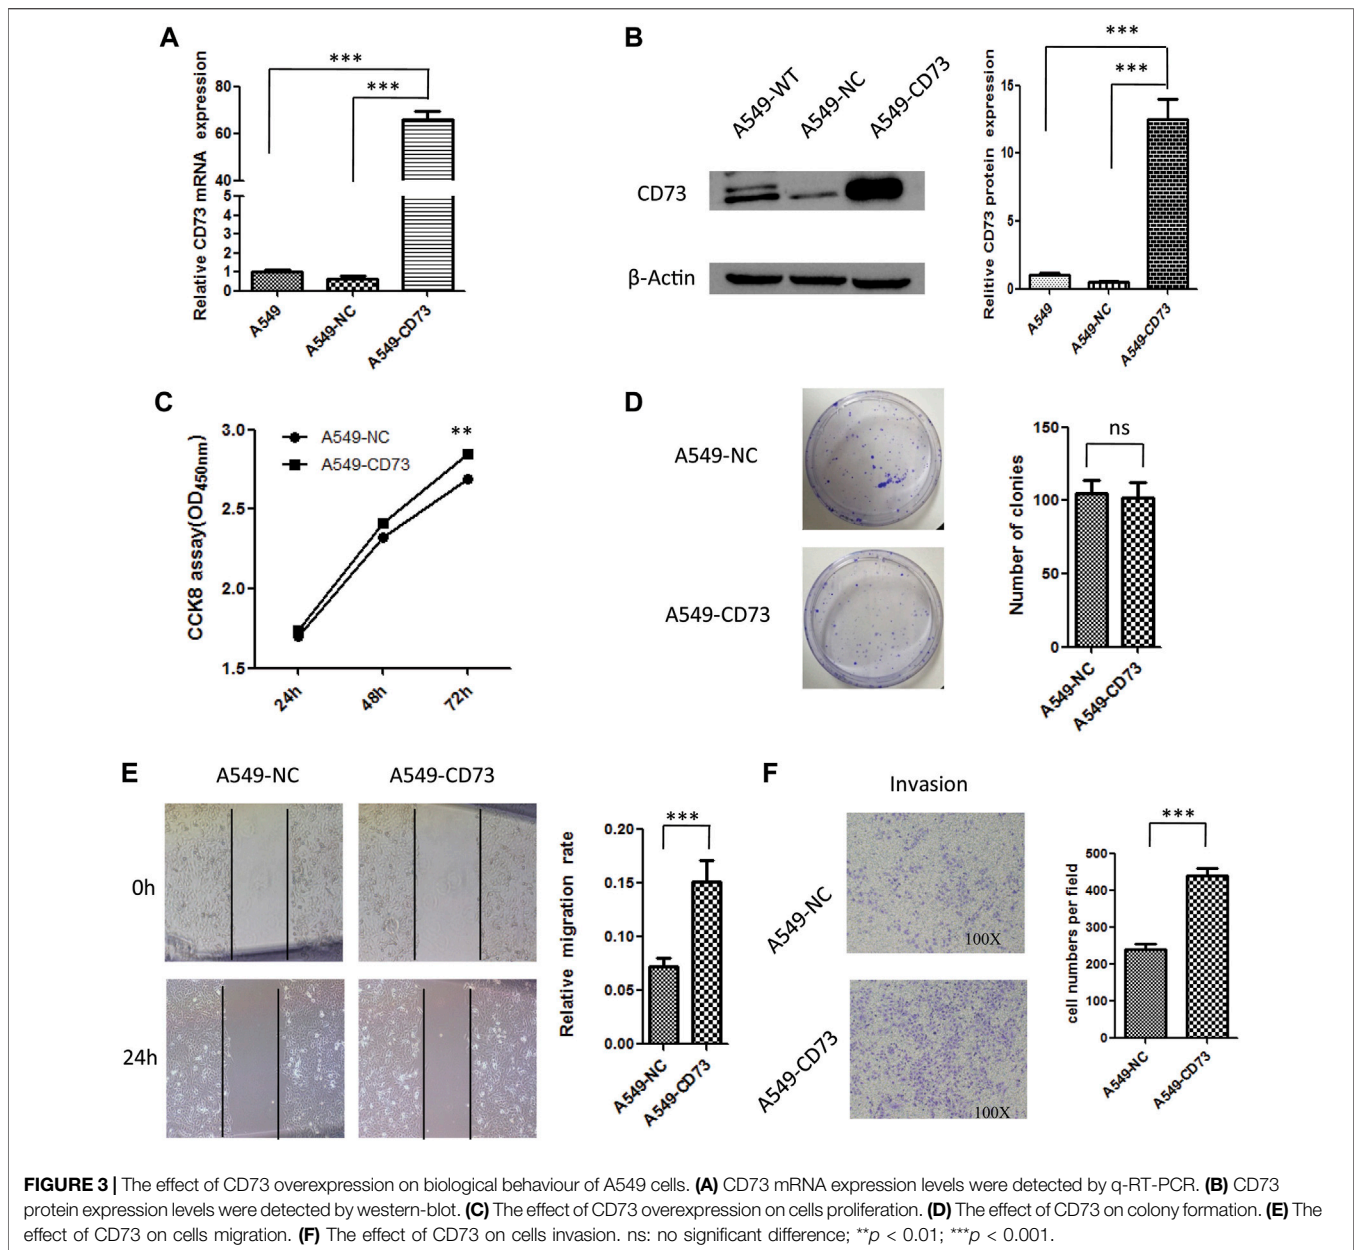 A
***
***
Relative CD73 mRNA expression
80
60
40
5
4
3
2
1
0
A549
A549-NC
A549-CD73
B
A549-WT
A549-NC
A549-CD73
CD73
β-Actin
***
***
Relitive CD73 protein expression
15
10
5
0
A549
A549-NC
A549-CD73
C
CCK8 assay(OD450nm)
3.0
2.5
2.0
1.5
A549-NC
A549-CD73
**
24h
48h
72h
D
A549-NC
A549-CD73
ns
Number of clonies
150
100
50
0
A549-NC
A549-CD73
E
A549-NC
A549-CD73
0h
24h
***
Relative migration rate
0.20
0.15
0.10
0.05
0.00
A549-NC
A549-CD73
F
Invasion
A549-NC
100X
A549-CD73
100X
***
cell numbers per field
500
400
300
200
100
0
A549-NC
A549-CD73
FIGURE 3 | The effect of CD73 overexpression on biological behaviour of A549 cells. (A) CD73 mRNA expression levels were detected by q-RT-PCR. (B) CD73
protein expression levels were detected by western-blot. (C) The effect of CD73 overexpression on cells proliferation. (D) The effect of CD73 on colony formation. (E) The
effect of CD73 on cells migration. (F) The effect of CD73 on cells invasion. ns: no significant difference; **p < 0.01; ***p < 0.001.